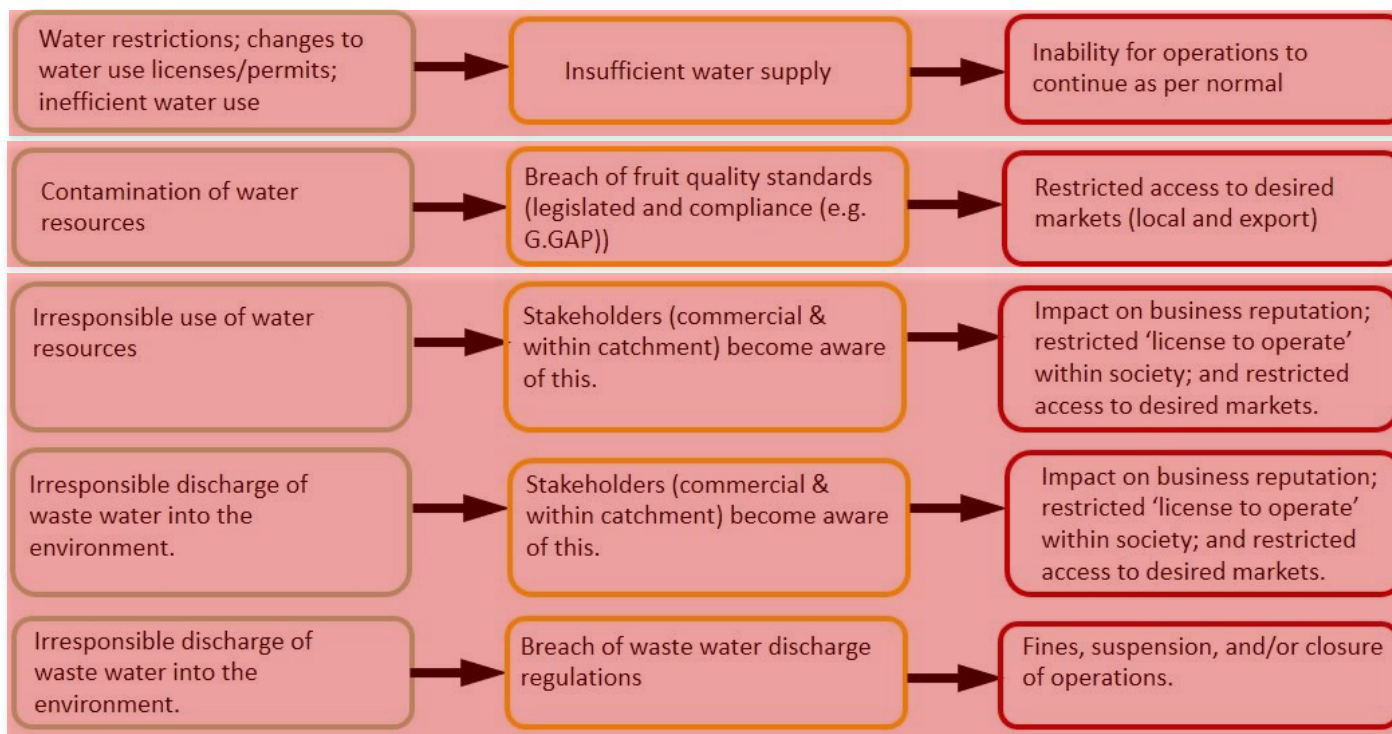 Water restrictions; changes to
water use licenses/permits;
inefficient water use
Insufficient water supply
Inability for operations to
continue as per normal
Contamination of water
resources
Breach of fruit quality standards
(legislated and compliance (e.g.
G.GAP))
Restricted access to desired
markets (local and export)
Irresponsible use of water
resources
Stakeholders (commercial &
within catchment) become aware
of this.
Impact on business reputation;
restricted ‘license to operate’
within society; and restricted
access to desired markets.
Irresponsible discharge of
waste water into the
environment.
Stakeholders (commercial &
within catchment) become aware
of this.
Impact on business reputation;
restricted ‘license to operate’
within society; and restricted
access to desired markets.
Irresponsible discharge of
waste water into the
environment.
Breach of waste water discharge
regulations
Fines, suspension, and/or closure
of operations.